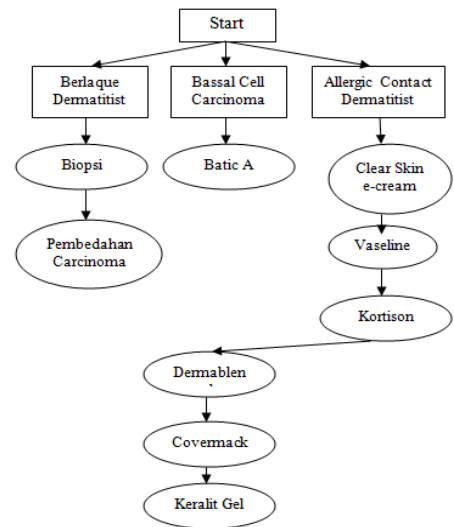 Start
Berlaque
Dermatitist
Bassal Cell
Carcinoma
Allergic Contact
Dermatitist
Biopsi
Batic A
Clear Skin
e-cream
Pembedahan
Carcinoma
Vaseline
Kortison
Dermablen
Covermack
Keralit Gel